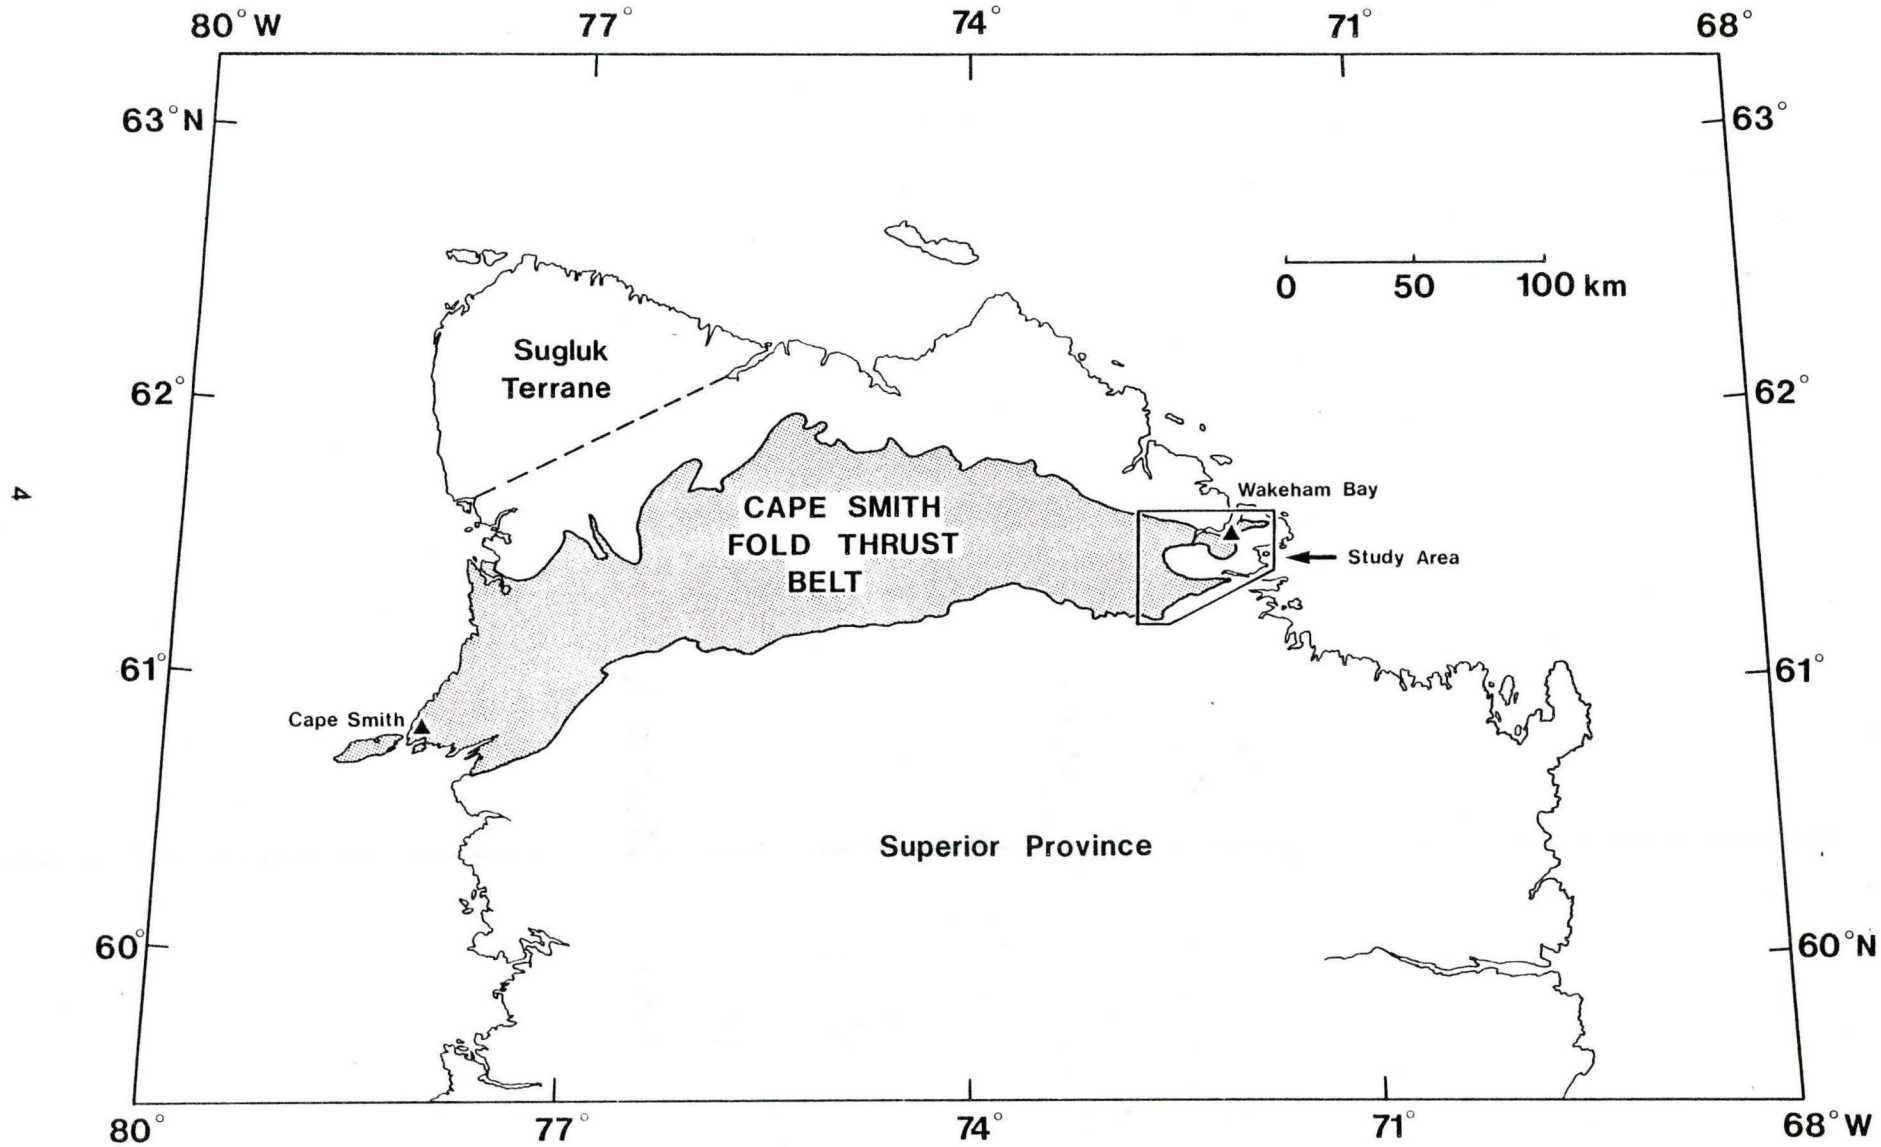 80°W 77° 74° 71° 68°
63°N 63°
0 50 100 km
Sugluk
Terrane
62° 62°
Wakeham Bay
4
CAPE SMITH
FOLD THRUST
BELT
Study Area
61° 61°
Cape Smith
Superior Province
60° 60°N
80° 77° 74° 71° 68°W